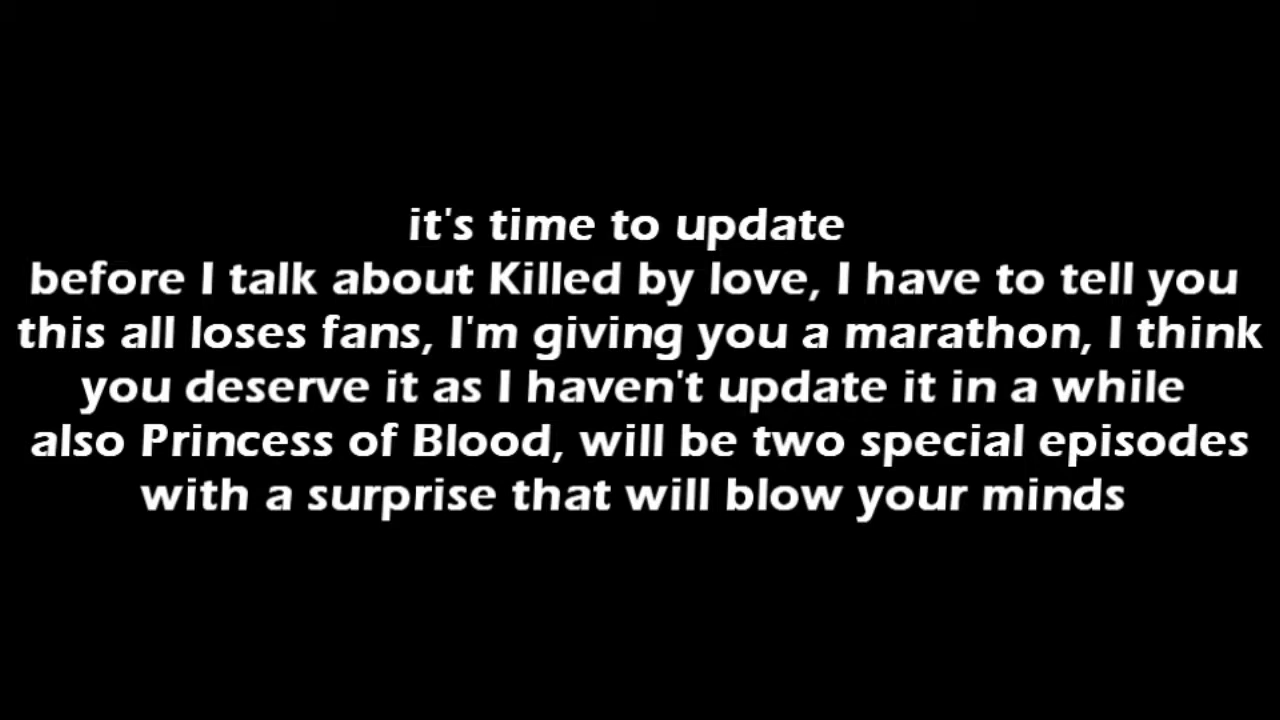 it's time to update
before I talk about Killed by love, I have to tell you
this all loses fans, I'm giving you a marathon, I think
you deserve it as I haven't update it in a while
also Princess of Blood, will be two special episodes
with a surprise that will blow your minds